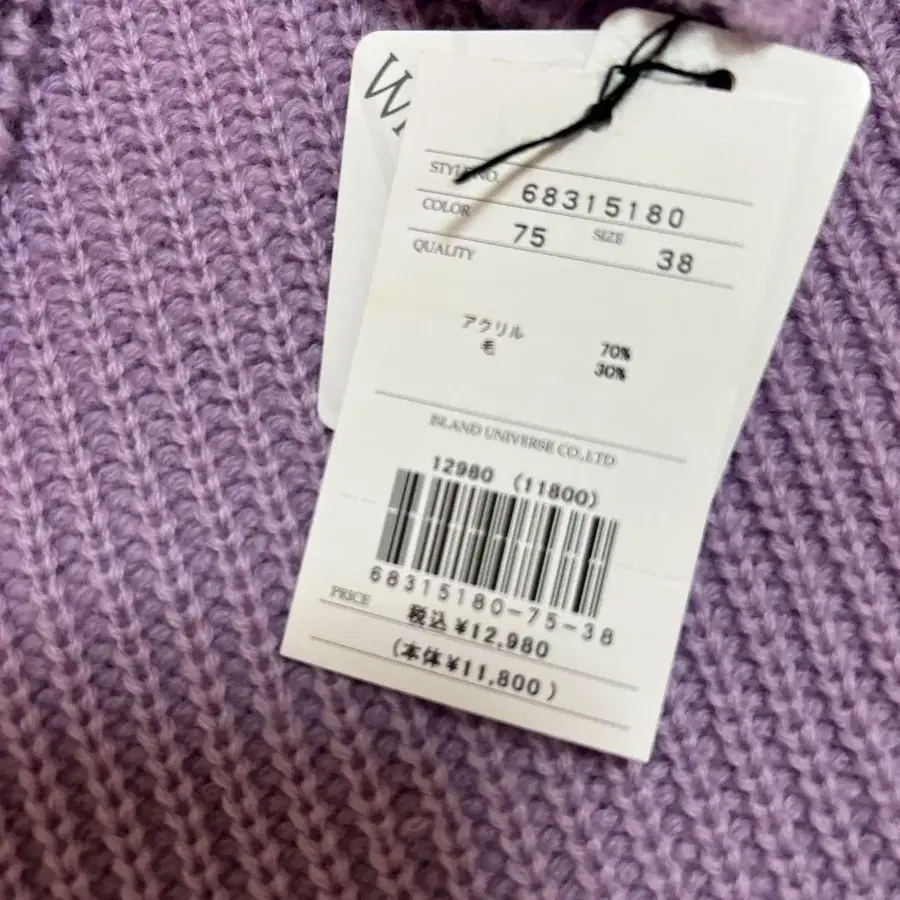 W
STYLE NO. 68315180
COLOR 75 SIZE 38
QUALITY
アクリル 70%
毛 30%
ISLAND UNIVERSE CO.,LTD
12980 (11800)
68315180-75-38
PRICE 税込 ¥12,980
(本体¥11,800)